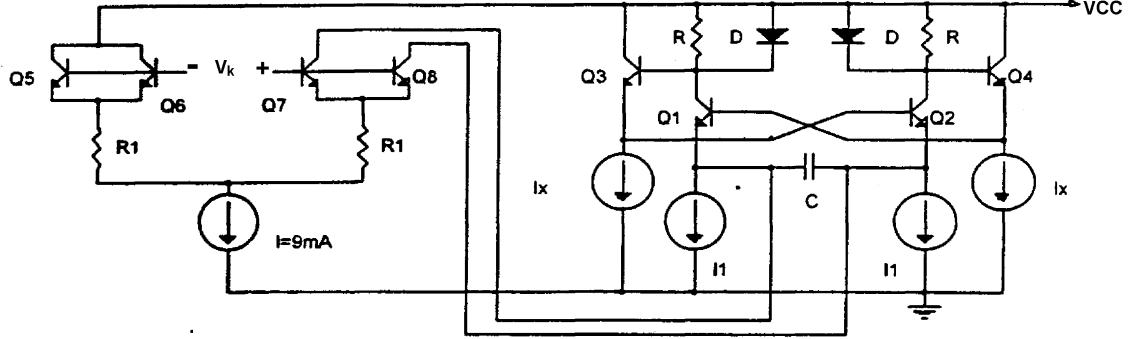 VCC
R D D R
Q5 - Vk + Q8 Q3 Q4
Q6 Q7
Q1 Q2
R1 R1
Ix C Ix
I=9mA I1 I1